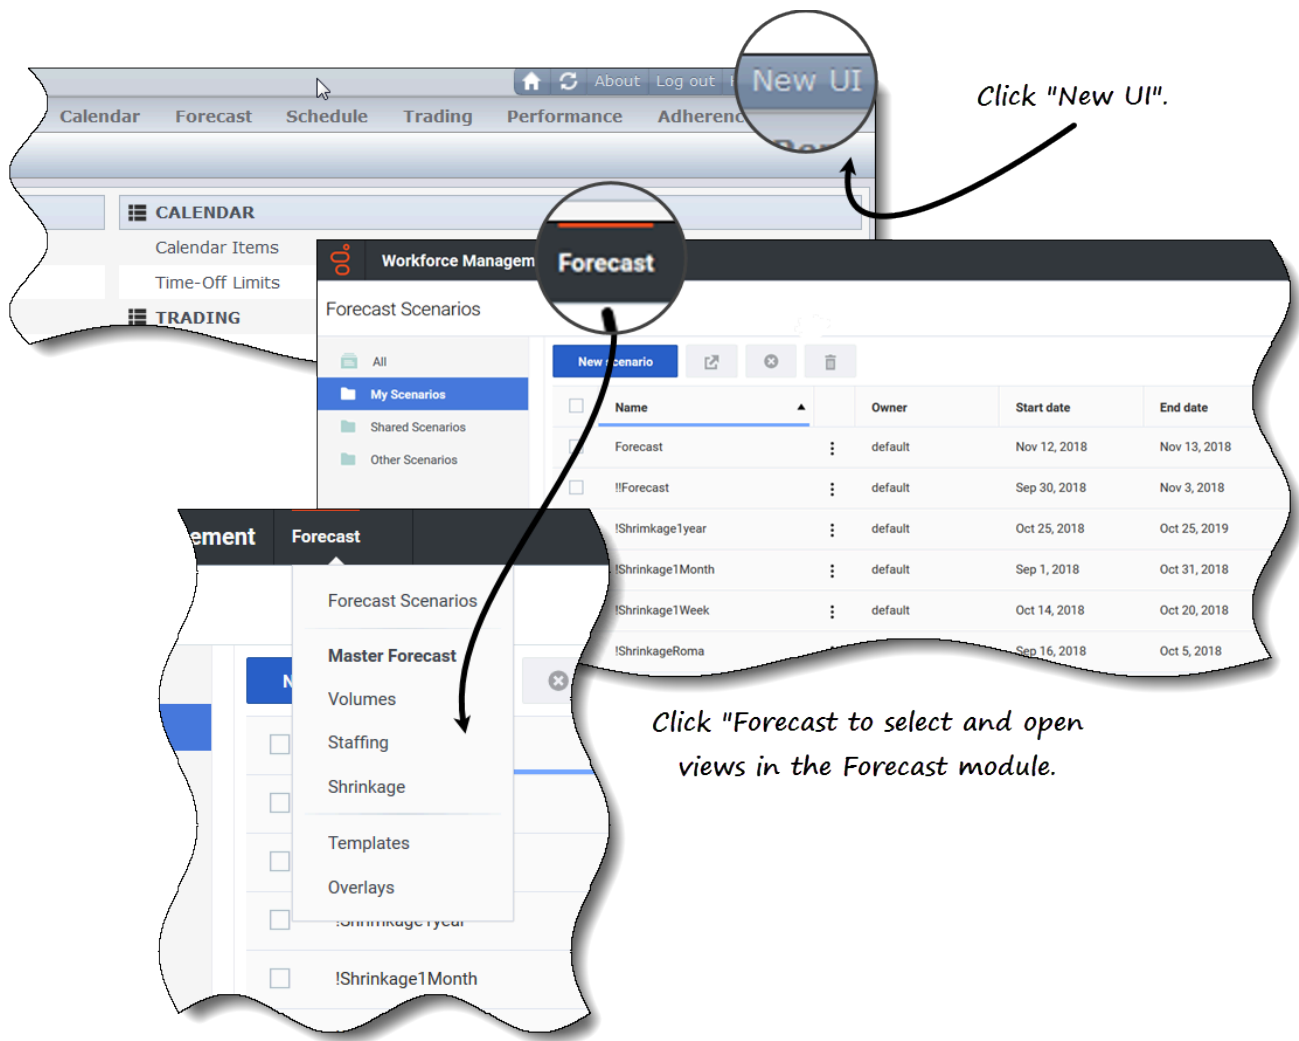 About Log out New UI
Click "New UI".
Calendar Forecast Schedule Trading Performance Adherenc
CALENDAR
Calendar Items
Time-Off Limits
TRADING
Workforce Managem Forecast
Forecast Scenarios
All
My Scenarios
Shared Scenarios
Other Scenarios
New scenario
Name Owner Start date End date
Forecast default Nov 12, 2018 Nov 13, 2018
!!Forecast default Sep 30, 2018 Nov 3, 2018
!Shrimkage1year default Oct 25, 2018 Oct 25, 2019
!Shrinkage1Month default Sep 1, 2018 Oct 31, 2018
!Shrinkage1Week default Oct 14, 2018 Oct 20, 2018
!ShrinkageRoma Sep 16, 2018 Oct 5, 2018
Click "Forecast to select and open
views in the Forecast module.
ement Forecast
Forecast Scenarios
Master Forecast
Volumes
Staffing
Shrinkage
Templates
Overlays
!Shrimkage1year
!Shrinkage1Month